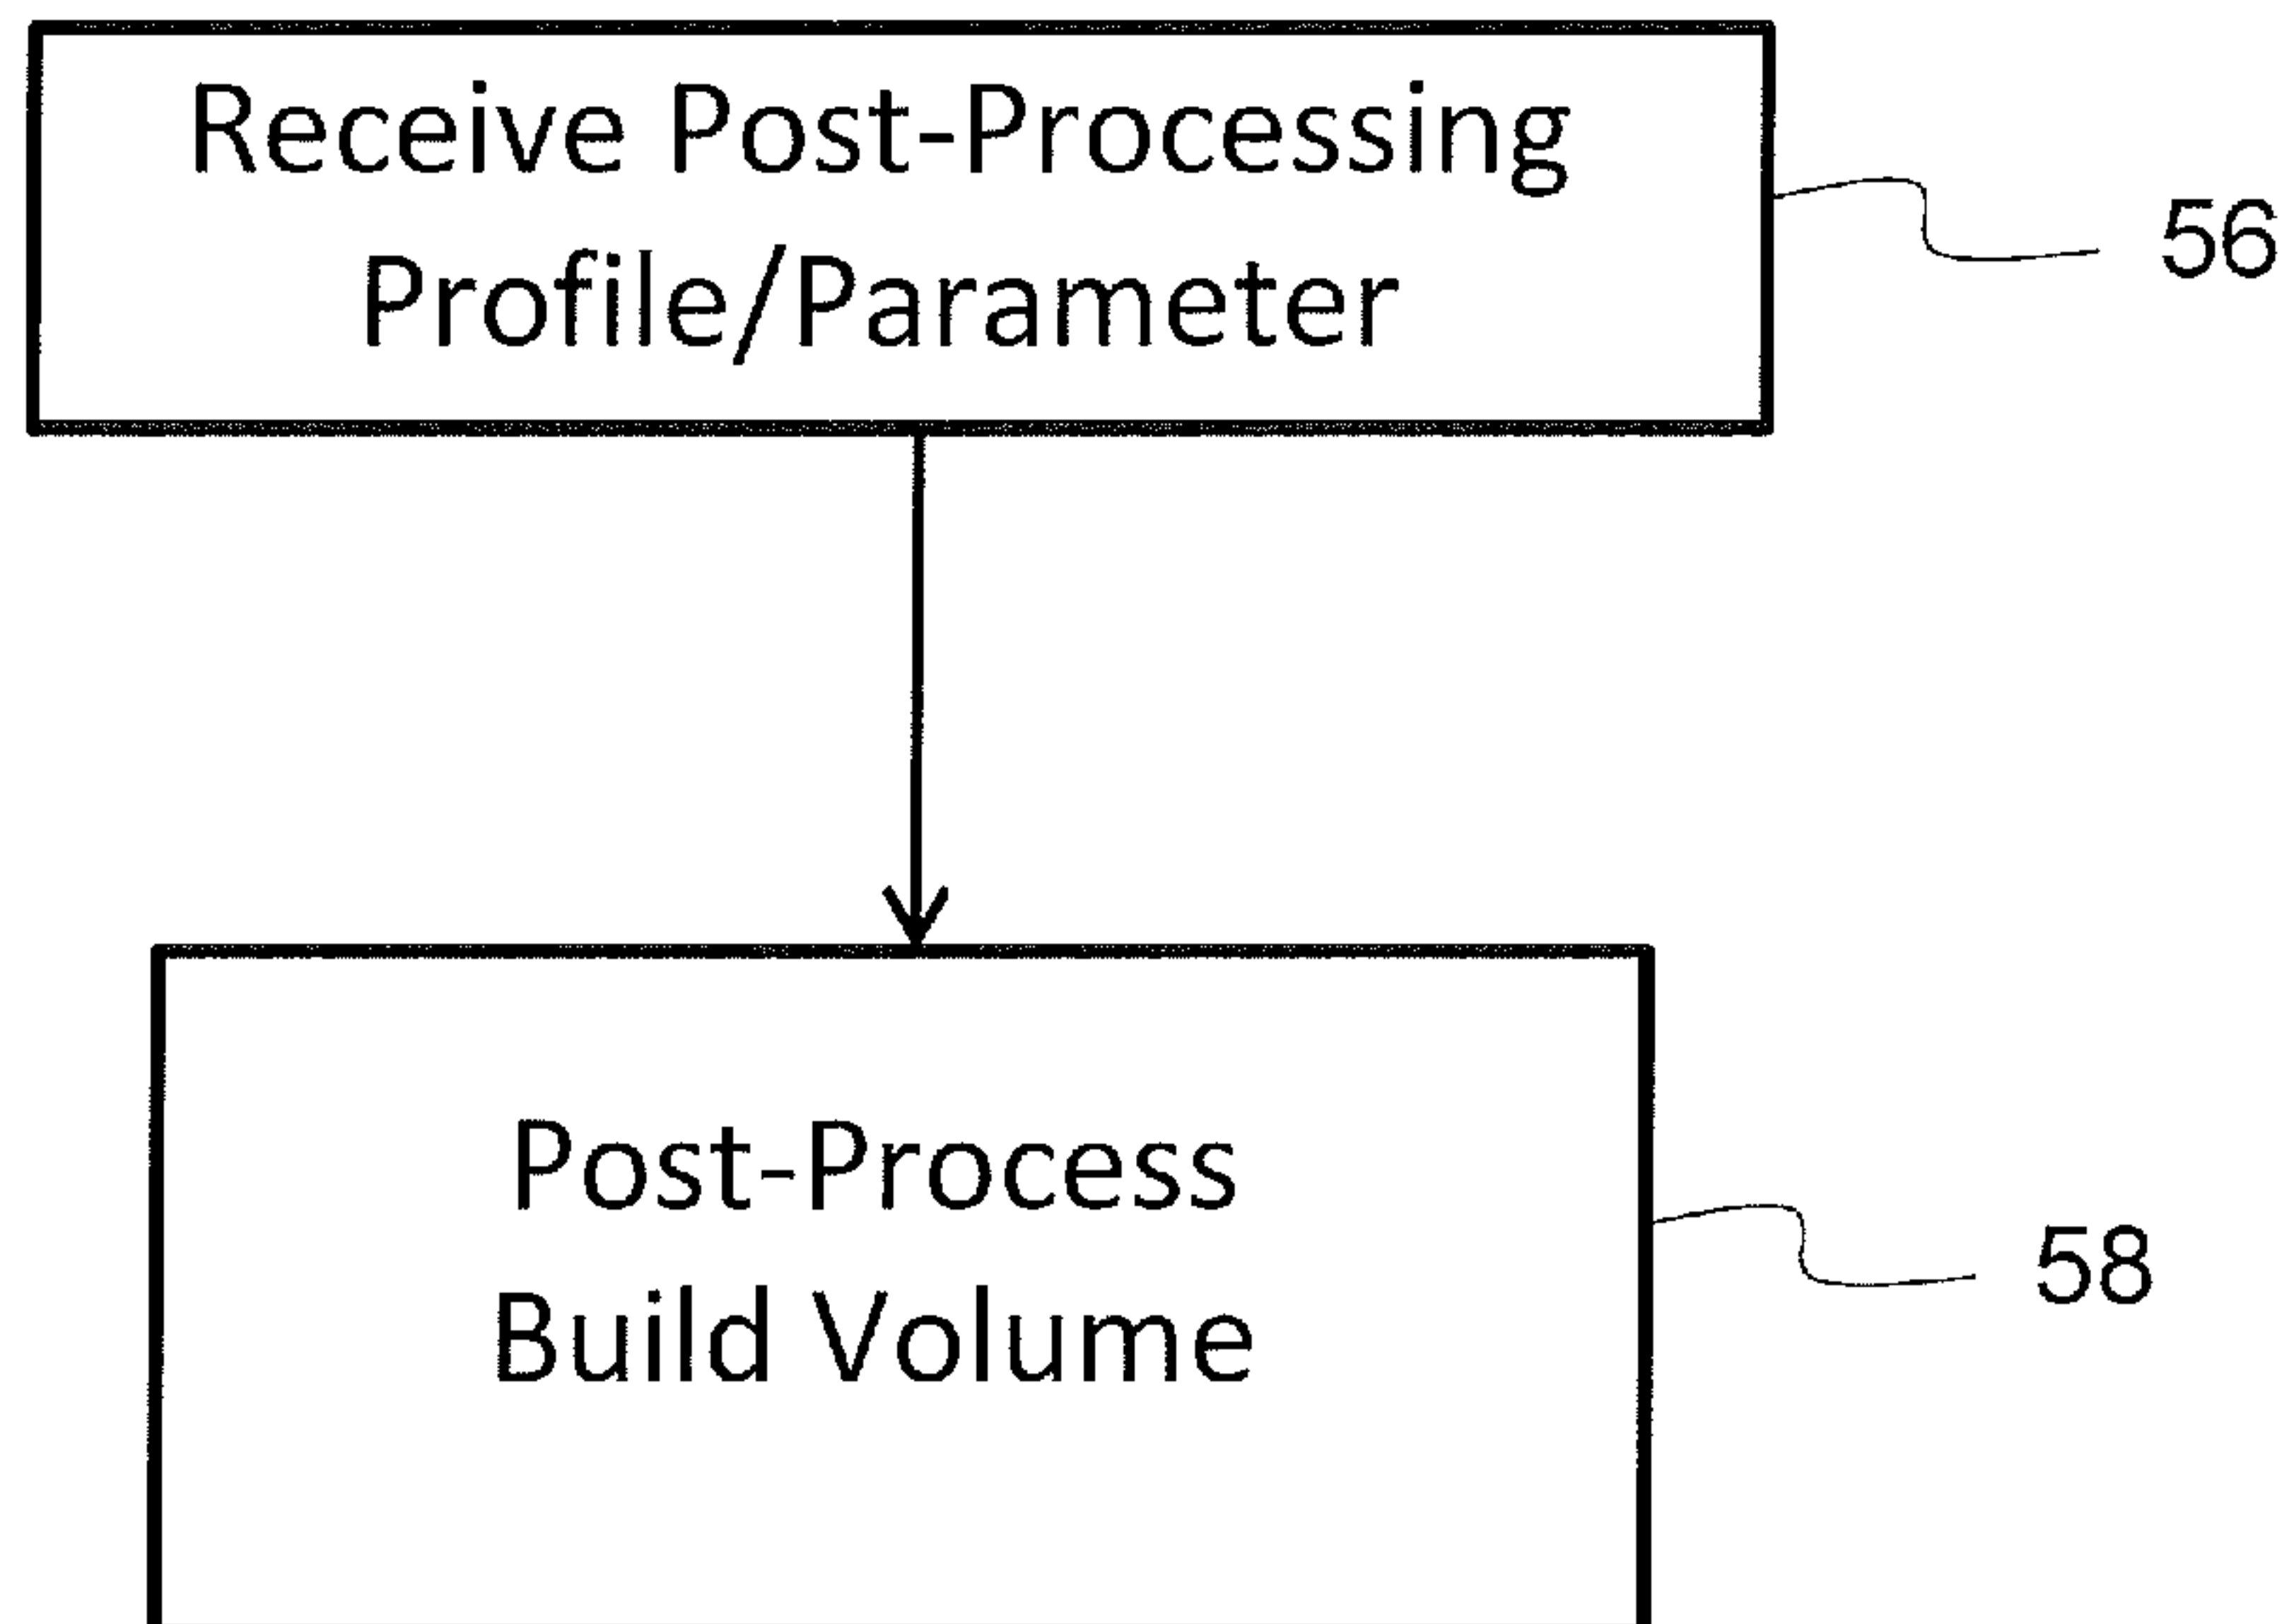 Receive Post-Processing
Profile/Parameter
56
Post-Process
Build Volume
58